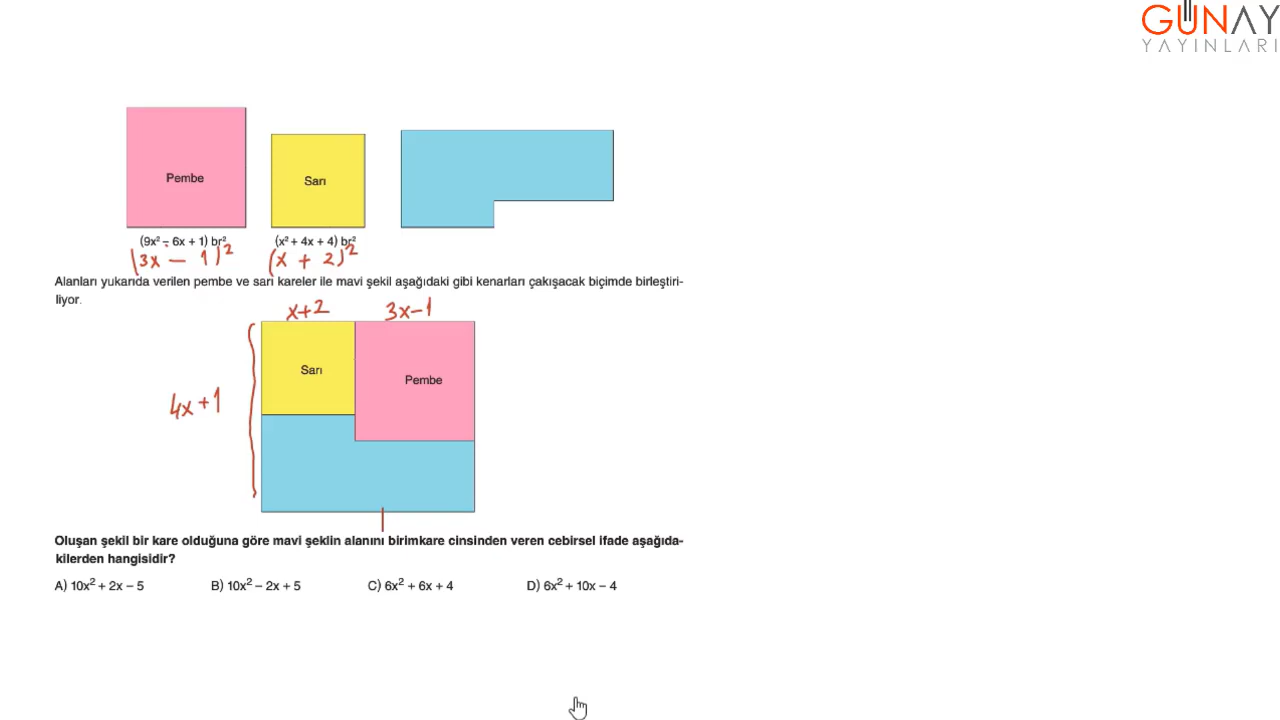 GÜNAY
YAYINLARI
Pembe
Sarı
(9x² - 6x + 1) br²
(x² + 4x + 4) br²
(3x - 1)²
(x + 2)²
Alanları yukarıda verilen pembe ve sarı kareler ile mavi şekil aşağıdaki gibi kenarları çakışacak biçimde birleştiri-
liyor.
x+2
3x-1
Sarı
Pembe
4x+1
Oluşan şekil bir kare olduğuna göre mavi şeklin alanını birimkare cinsinden veren cebirsel ifade aşağıda-
kilerden hangisidir?
A) 10x² + 2x – 5
B) 10x² – 2x + 5
C) 6x² + 6x + 4
D) 6x² + 10x – 4